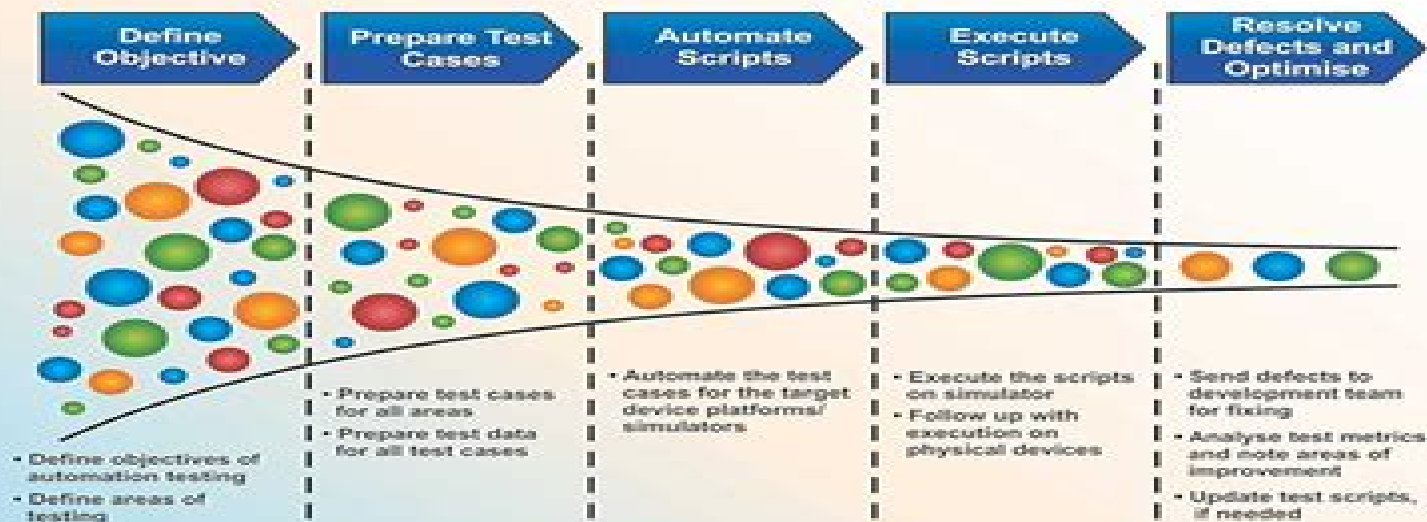 Define
Objective
Prepare Test
Cases
Automate
Scripts
Execute
Scripts
Resolve
Defects and
Optimise
• Define objectives of
automation testing
• Define areas of
testing
• Prepare test cases
for all areas
• Prepare test data
for all test cases
• Automate the test
cases for the target
device platforms/
simulators
• Execute the scripts
on simulator
• Follow up with
execution on
physical devices
• Send defects to
development team
for fixing
• Analyse test metrics
and note areas of
improvement
• Update test scripts,
if needed